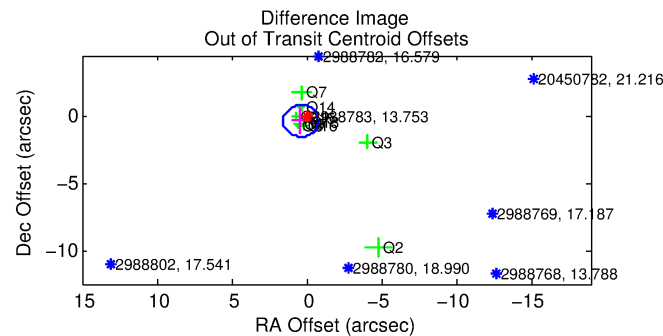 Difference Image
Out of Transit Centroid Offsets
2988782, 16.579
20450782, 21.216
Q7
Q14
2988783, 13.753
Q3
2988769, 17.187
Q2
2988802, 17.541
2988780, 18.990
2988768, 13.788
0
−5
−10
15
10
5
0
−5
−10
−15
RA Offset (arcsec)
Dec Offset (arcsec)